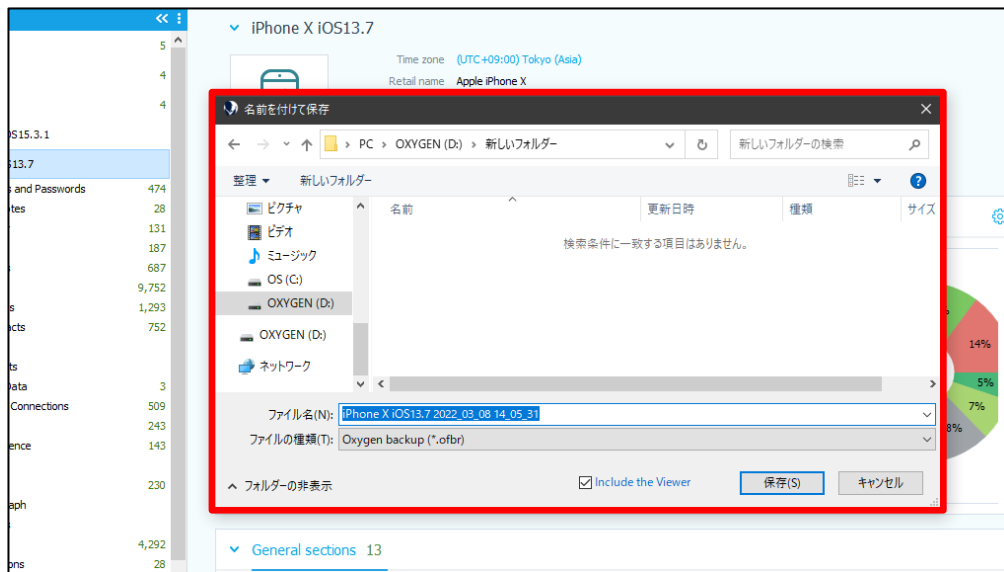 5
4
4
OS15.3.1
S13.7
and Passwords 474
tes 28
131
187
687
9,752
s 1,293
acts 752
ts
Data 3
Connections 509
243
ence 143
230
aph
4,292
ons 28
iPhone X iOS13.7
Time zone (UTC+09:00) Tokyo (Asia)
Retail name Apple iPhone X
名前を付けて保存
PC › OXYGEN (D:) › 新しいフォルダー
新しいフォルダーの検索
整理 新しいフォルダー
ピクチャ
ビデオ
ミュージック
OS (C:)
OXYGEN (D:)
OXYGEN (D:)
ネットワーク
名前 更新日時 種類 サイズ
検索条件に一致する項目はありません。
ファイル名(N): iPhone X iOS13.7 2022_03_08 14_05_31
ファイルの種類(T): Oxygen backup (*.ofbr)
フォルダーの非表示
Include the Viewer
保存(S)
キャンセル
14%
5%
7%
8%
General sections 13